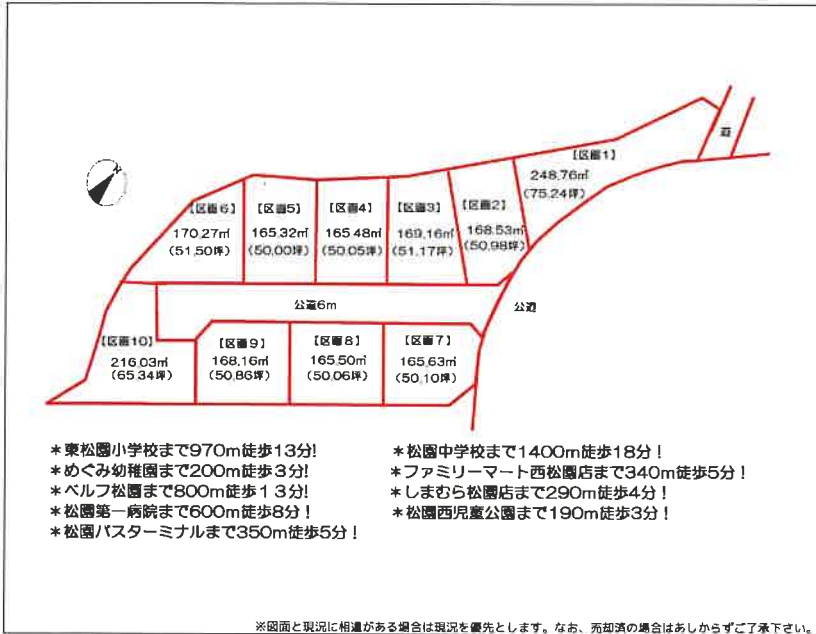 道
N
【区画1】
248.76㎡
(75.24坪)
【区画2】
168.53㎡
(50.98坪)
【区画3】
169.16㎡
(51.17坪)
【区画4】
165.48㎡
(50.05坪)
【区画5】
165.32㎡
(50.00坪)
【区画6】
170.27㎡
(51.50坪)
公道6m
公道
【区画10】
216.03㎡
(65.34坪)
【区画9】
168.16㎡
(50.86坪)
【区画8】
165.50㎡
(50.06坪)
【区画7】
165.63㎡
(50.10坪)
*東松園小学校まで970m徒歩13分!
*めぐみ幼稚園まで200m徒歩3分!
*ベルフ松園まで800m徒歩13分!
*松園第一病院まで600m徒歩8分!
*松園バスターミナルまで350m徒歩5分!
*松園中学校まで1400m徒歩18分!
*ファミリーマート西松園店まで340m徒歩5分!
*しまむら松園店まで290m徒歩4分!
*松園西児童公園まで190m徒歩3分!
※図面と現況に相違がある場合は現況を優先とします。なお、売却済の場合はあしからずご了承下さい。